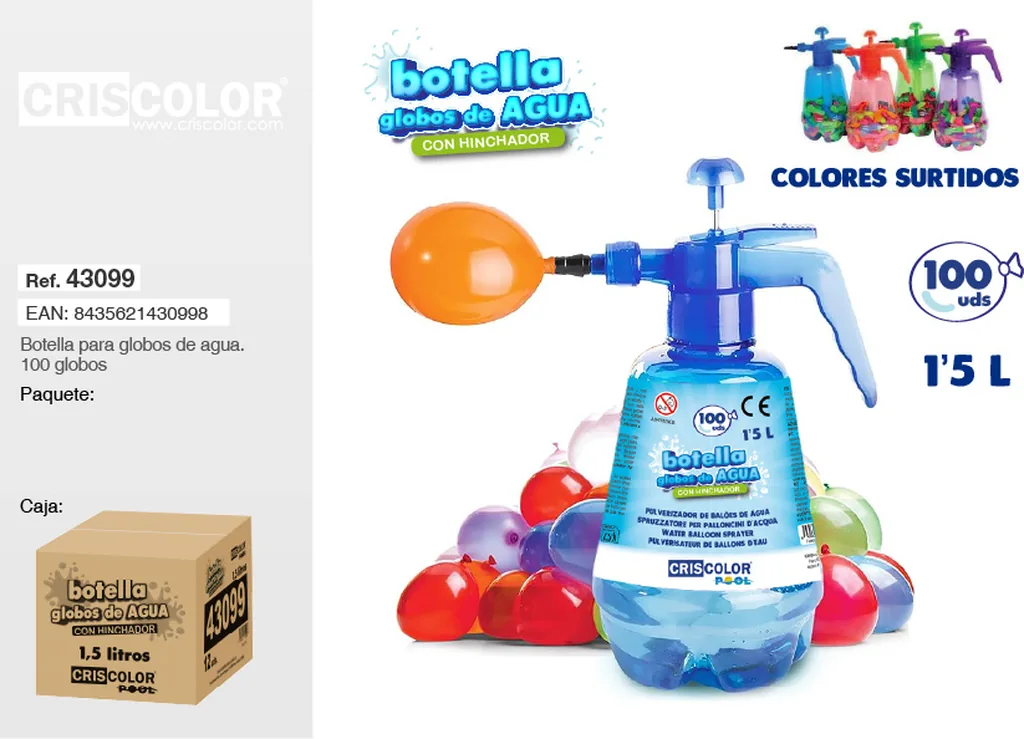 CRISCOLOR®
www.criscolor.com
Ref. 43099
EAN: 8435621430998
Botella para globos de agua.
100 globos
Paquete:
Caja:
botella
globos de AGUA
CON HINCHADOR
1,5 litros
CRISCOLOR
POOL
43099
botella
globos de AGUA
CON HINCHADOR
COLORES SURTIDOS
100
uds
1'5 L
100
uds
CE
1'5 L
botella
globos de AGUA
CON HINCHADOR
PULVERIZADOR DE BALÕES DE AGUA
SPRUZZATORE PER PALLONCINI D'ACQUA
WATER BALLOON SPRAYER
PULVERISATEUR DE BALLONS D'EAU
CRISCOLOR
POOL